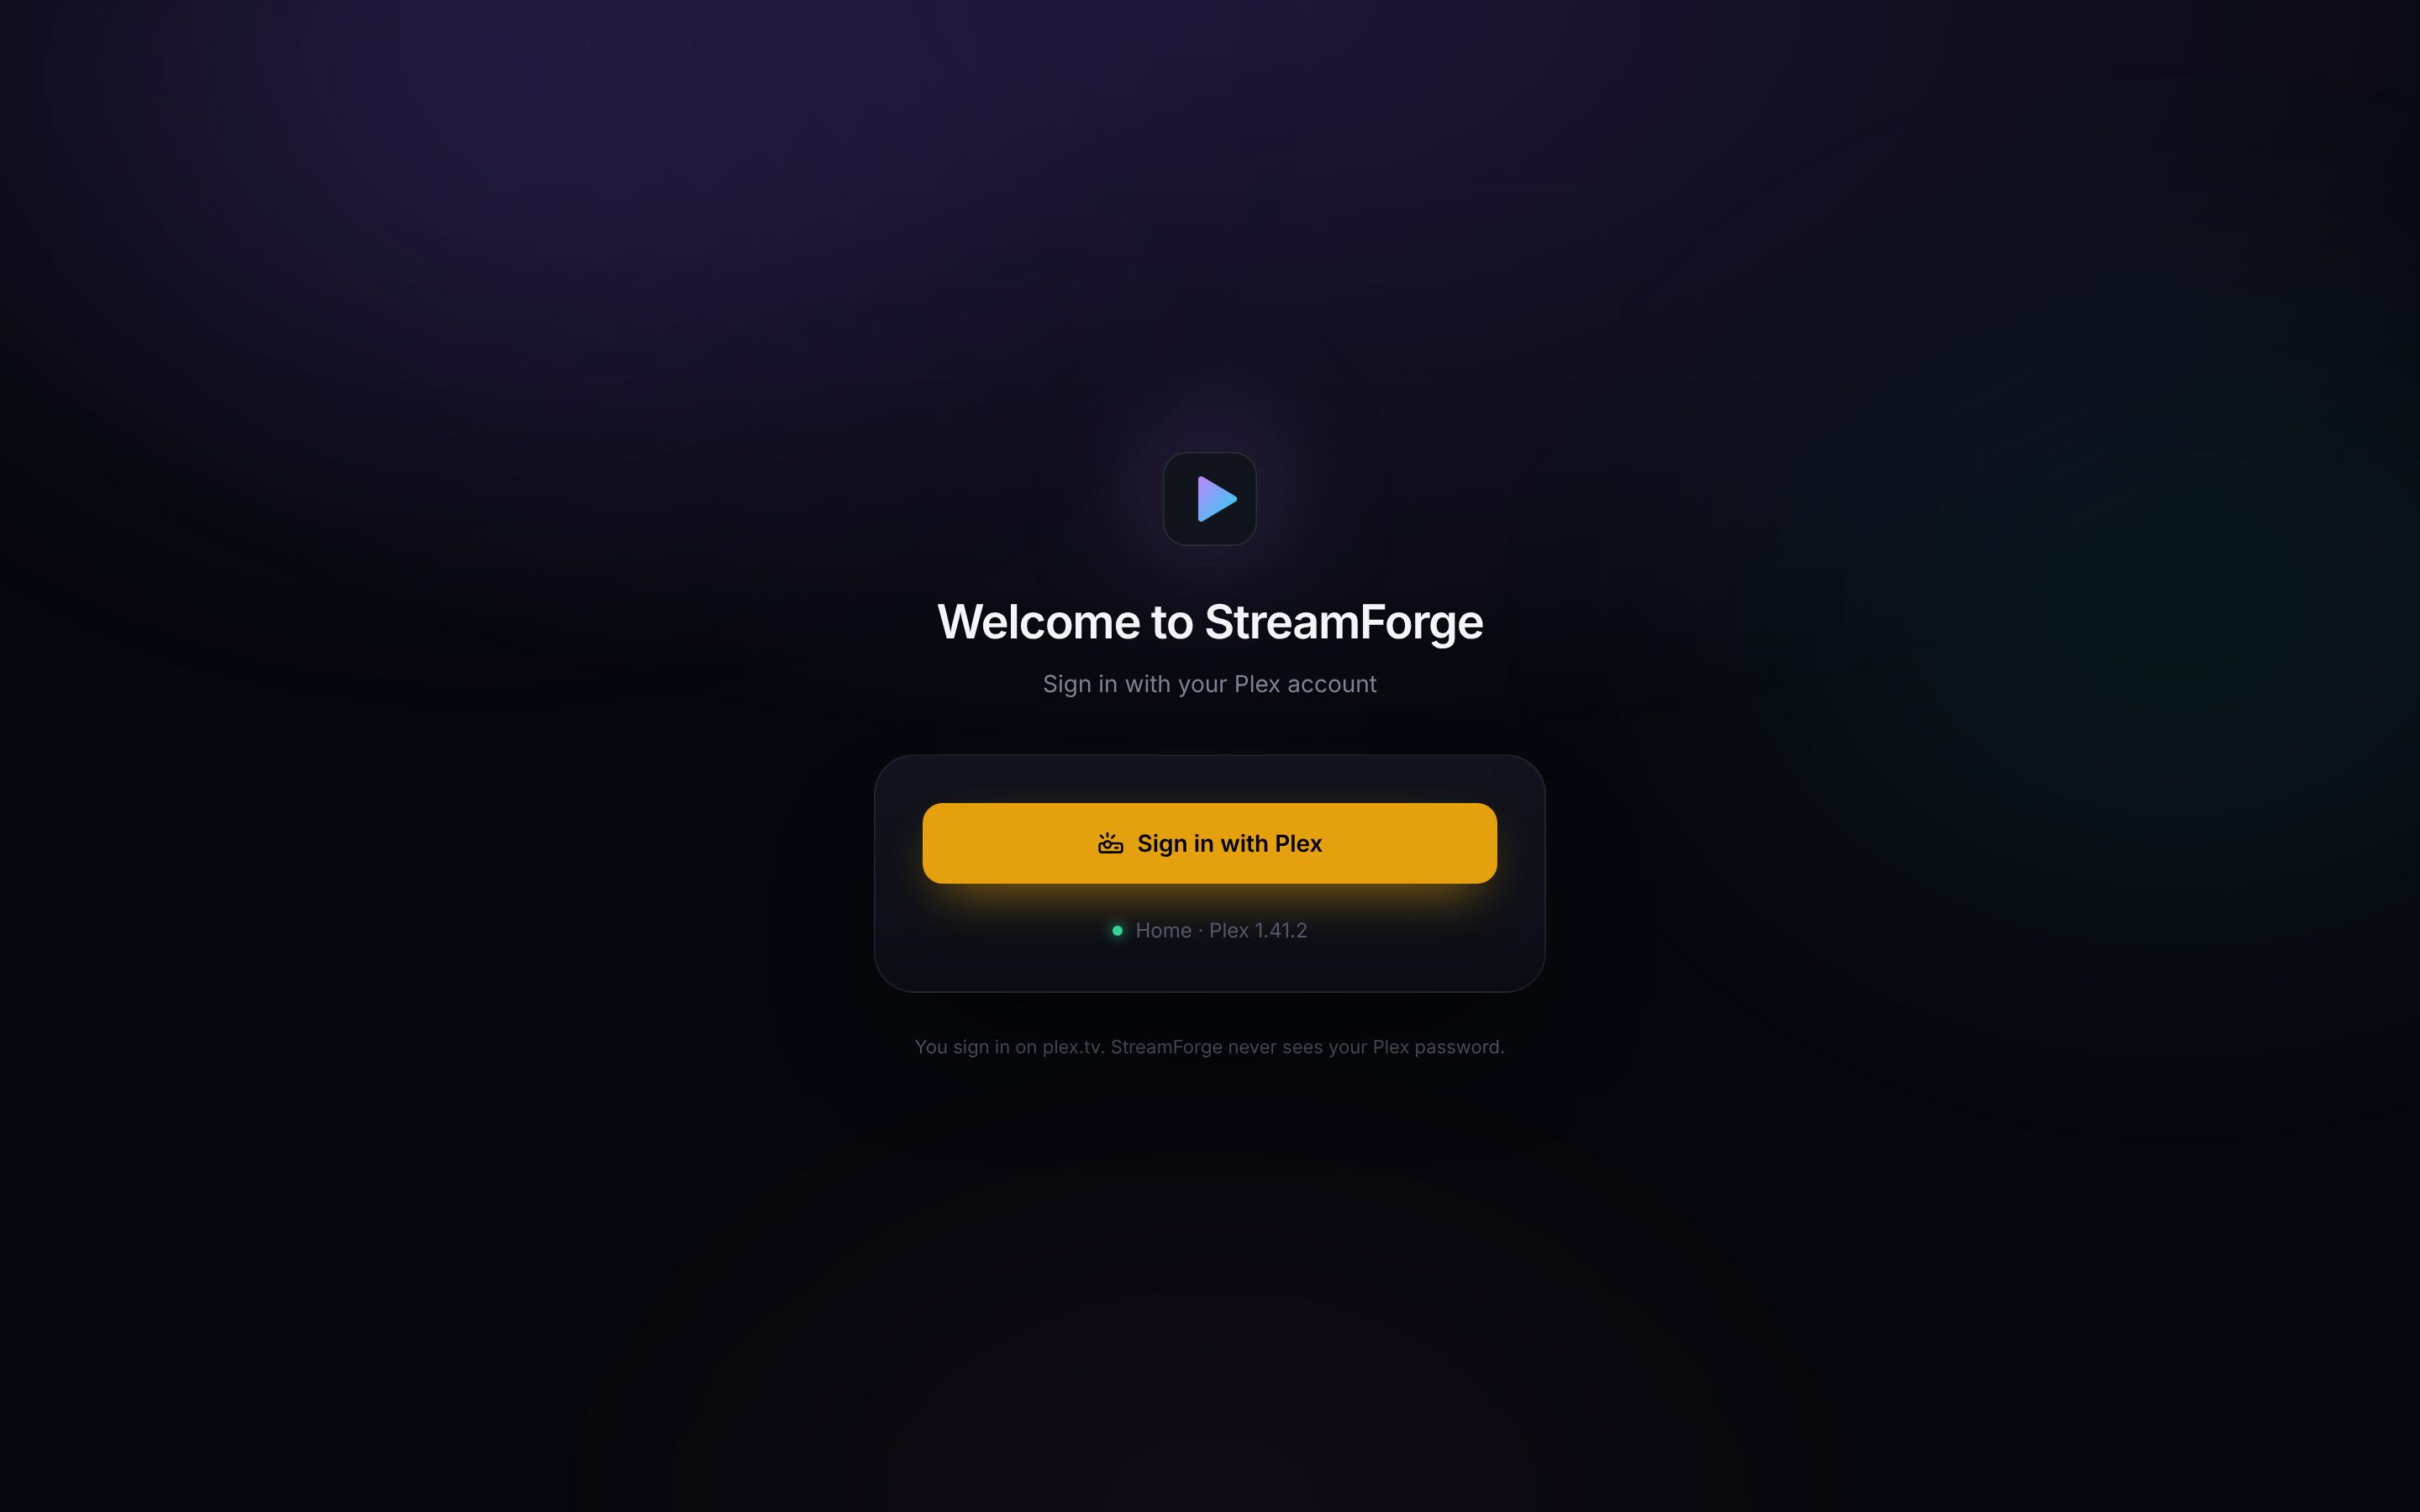 Welcome to StreamForge
Sign in with your Plex account
Sign in with Plex
Home · Plex 1.41.2
You sign in on plex.tv. StreamForge never sees your Plex password.